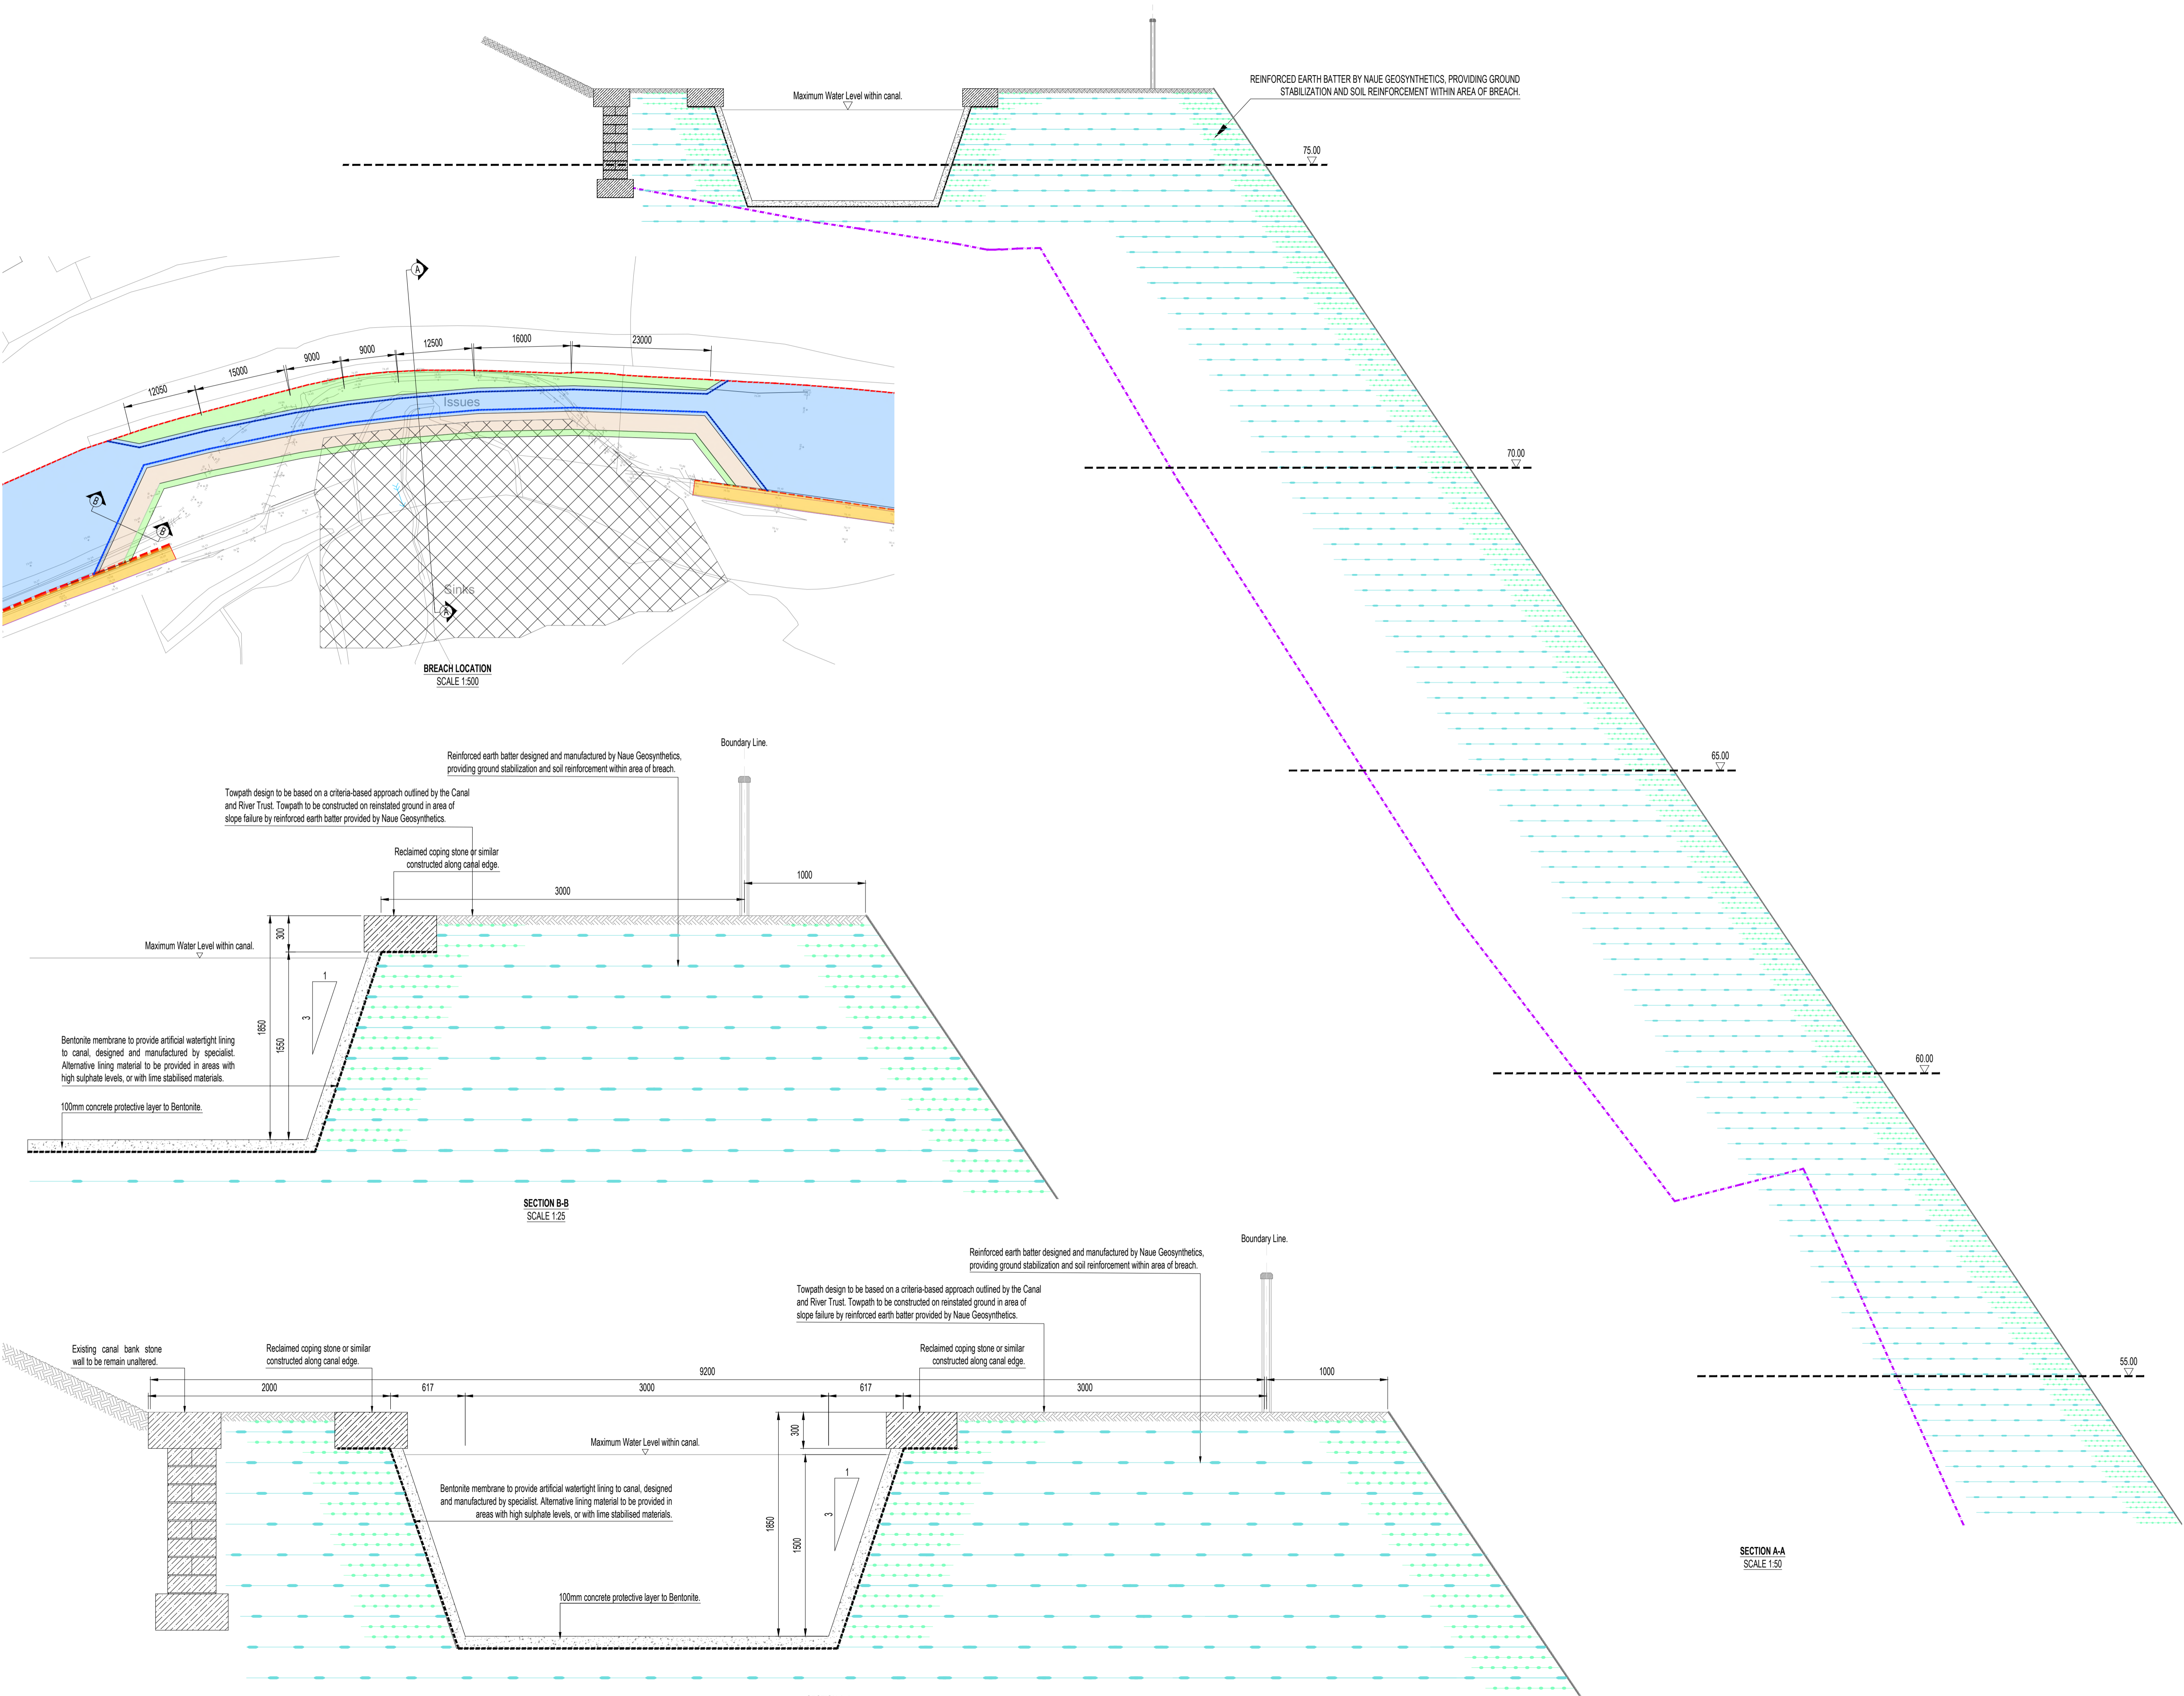 Maximum Water Level within canal.
REINFORCED EARTH BATTER BY NAUE GEOSYNTHETICS, PROVIDING GROUND
STABILIZATION AND SOIL REINFORCEMENT WITHIN AREA OF BREACH.
75.00
70.00
65.00
60.00
55.00
SECTION A-A
SCALE 1:50
A
12050
15000
9000
9000
12500
16000
23000
Issues
B
B
Sinks
A
BREACH LOCATION
SCALE 1:500
Boundary Line.
Reinforced earth batter designed and manufactured by Naue Geosynthetics,
providing ground stabilization and soil reinforcement within area of breach.
Towpath design to be based on a criteria-based approach outlined by the Canal
and River Trust. Towpath to be constructed on reinstated ground in area of
slope failure by reinforced earth batter provided by Naue Geosynthetics.
Reclaimed coping stone or similar
constructed along canal edge.
3000
1000
300
Maximum Water Level within canal.
1
3
1850
1550
Bentonite membrane to provide artificial watertight lining
to canal, designed and manufactured by specialist.
Alternative lining material to be provided in areas with
high sulphate levels, or with lime stabilised materials.
100mm concrete protective layer to Bentonite.
SECTION B-B
SCALE 1:25
Boundary Line.
Reinforced earth batter designed and manufactured by Naue Geosynthetics,
providing ground stabilization and soil reinforcement within area of breach.
Towpath design to be based on a criteria-based approach outlined by the Canal
and River Trust. Towpath to be constructed on reinstated ground in area of
slope failure by reinforced earth batter provided by Naue Geosynthetics.
Existing canal bank stone
wall to be remain unaltered.
Reclaimed coping stone or similar
constructed along canal edge.
Reclaimed coping stone or similar
constructed along canal edge.
9200
1000
2000
617
3000
617
3000
300
Maximum Water Level within canal.
1
3
1850
1500
Bentonite membrane to provide artificial watertight lining to canal, designed
and manufactured by specialist. Alternative lining material to be provided in
areas with high sulphate levels, or with lime stabilised materials.
100mm concrete protective layer to Bentonite.